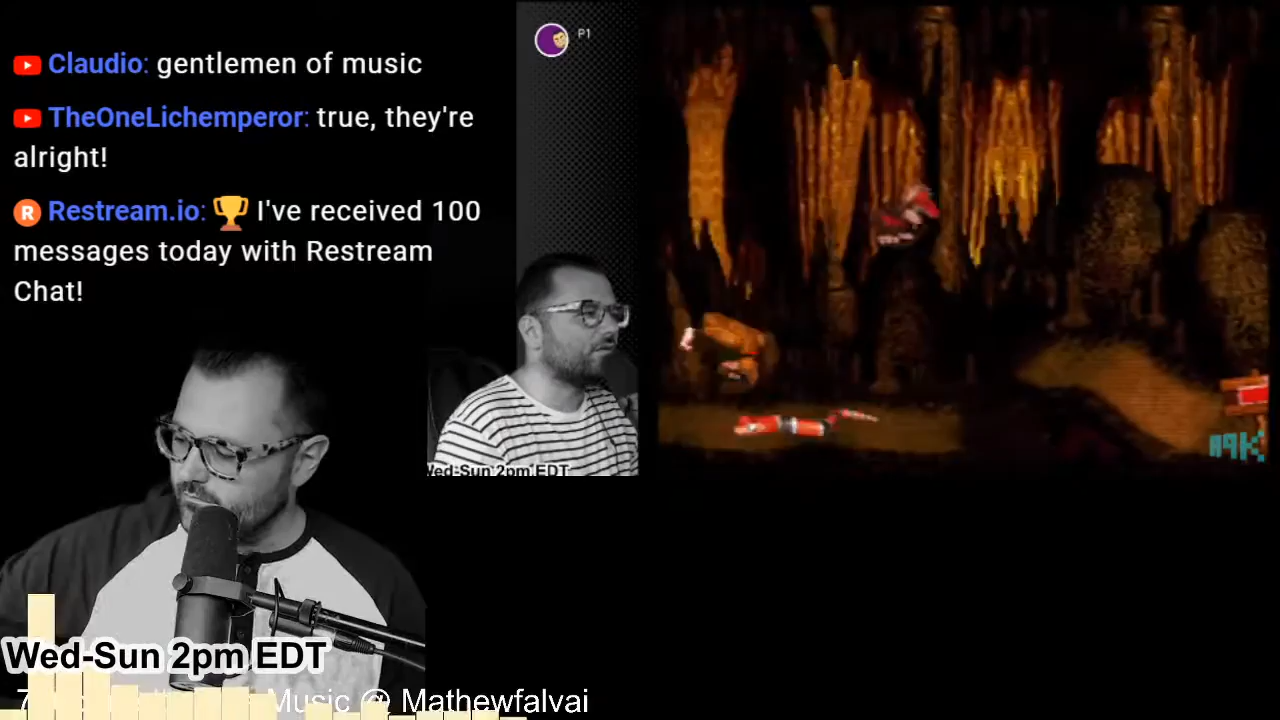 Claudio: gentlemen of music
TheOneLichemperor: true, they're
alright!
Restream.io: 🏆 I've received 100
messages today with Restream
Chat!
P1
Wed-Sun 2pm EDT
Wed-Sun 2pm EDT
Music @ Mathewfalvai